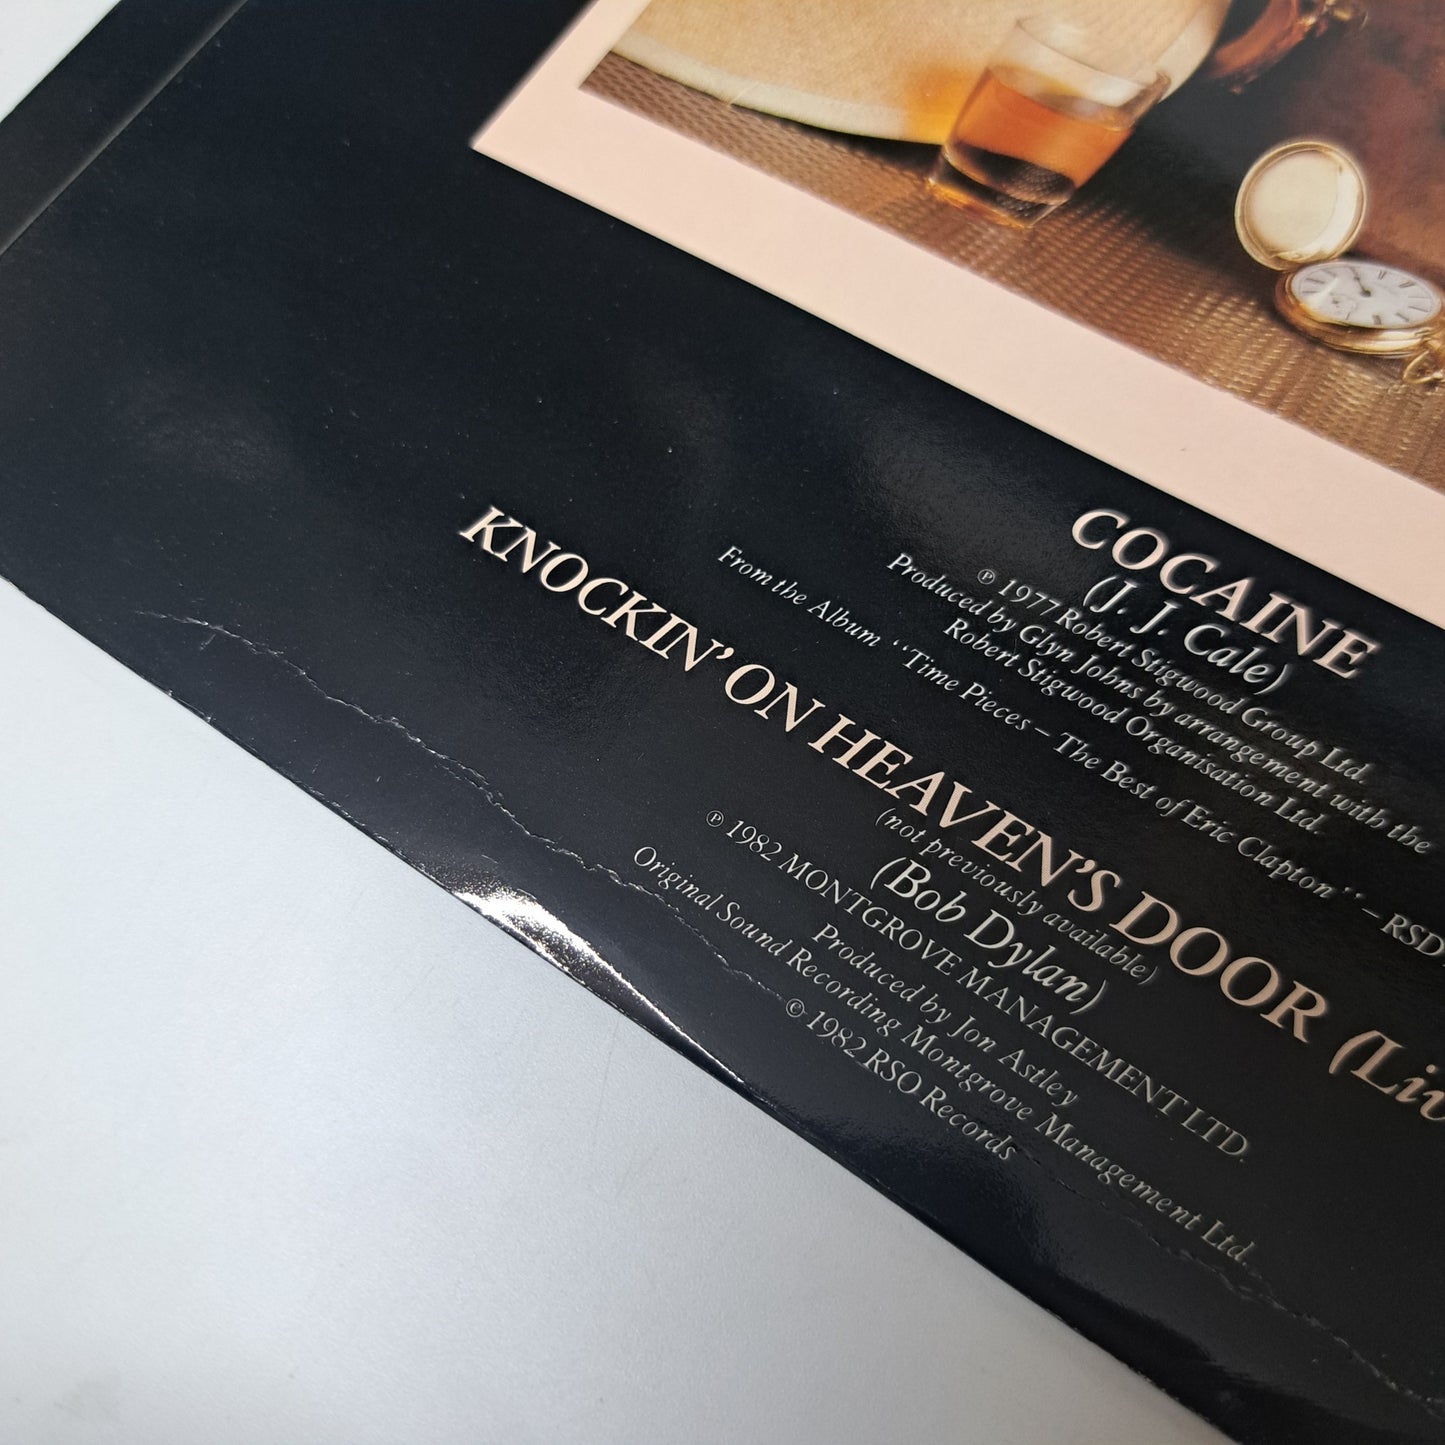 COCAINE
(J. J. Cale)
℗ 1977 Robert Stigwood Group Ltd.
Produced by Glyn Johns by arrangement with the
Robert Stigwood Organisation Ltd.
From the Album ‘‘Time Pieces – The Best of Eric Clapton’’ – RSD
KNOCKIN’ ON HEAVEN’S DOOR (Liv
(not previously available)
(Bob Dylan)
℗ 1982 MONTGROVE MANAGEMENT LTD.
Produced by Jon Astley
Original Sound Recording Montgrove Management Ltd.
© 1982 RSO Records